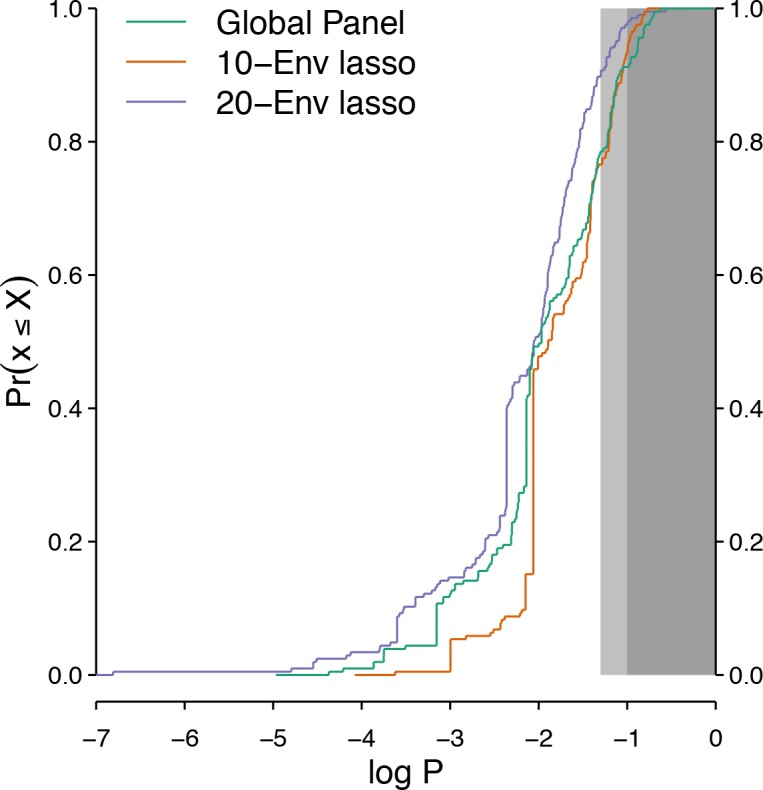 Global Panel
10−Env lasso
20−Env lasso
1.0 1.0
0.8 0.8
0.6 0.6
0.4 0.4
0.2 0.2
0.0 0.0
Pr(x ≤ X)
−7 −6 −5 −4 −3 −2 −1 0
log P